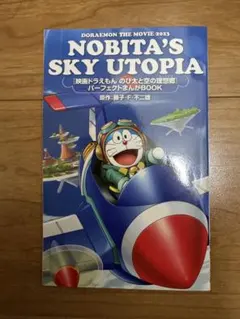 DORAEMON THE MOVIE 2023
NOBITA'S
SKY UTOPIA
[映画ドラえもん のび太と空の理想郷]
パーフェクトまんがBOOK
原作:藤子・F・不二雄